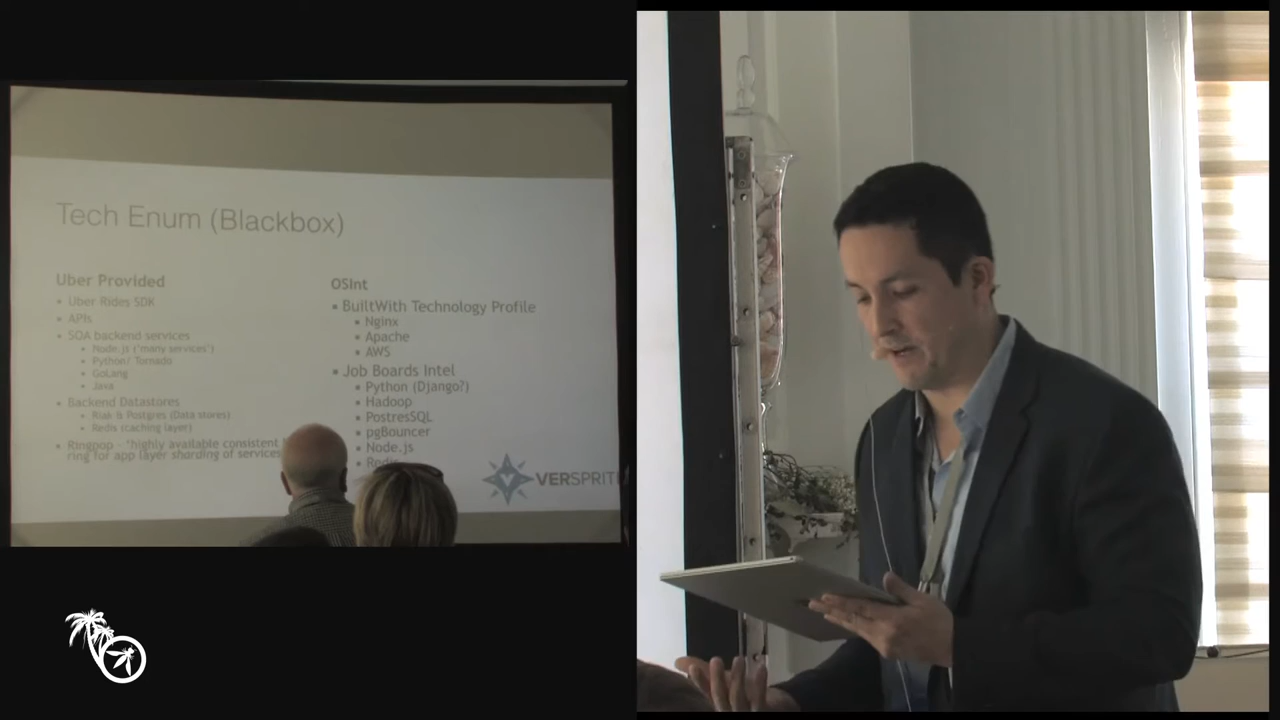 Tech Enum (Blackbox)
Uber Provided
Uber Rides SDK
APIs
SOA backend services
Node.js ("many services")
Python/ Tornado
GoLang
Java
Backend Datastores
Riak & Postgres (Data stores)
Redis (caching layer)
Ringpop - "highly available consistent
ring for app layer sharding of services
OSint
BuiltWith Technology Profile
Nginx
Apache
AWS
Job Boards Intel
Python (Django?)
Hadoop
PostresSQL
pgBouncer
Node.js
Redis
VERSPRIT